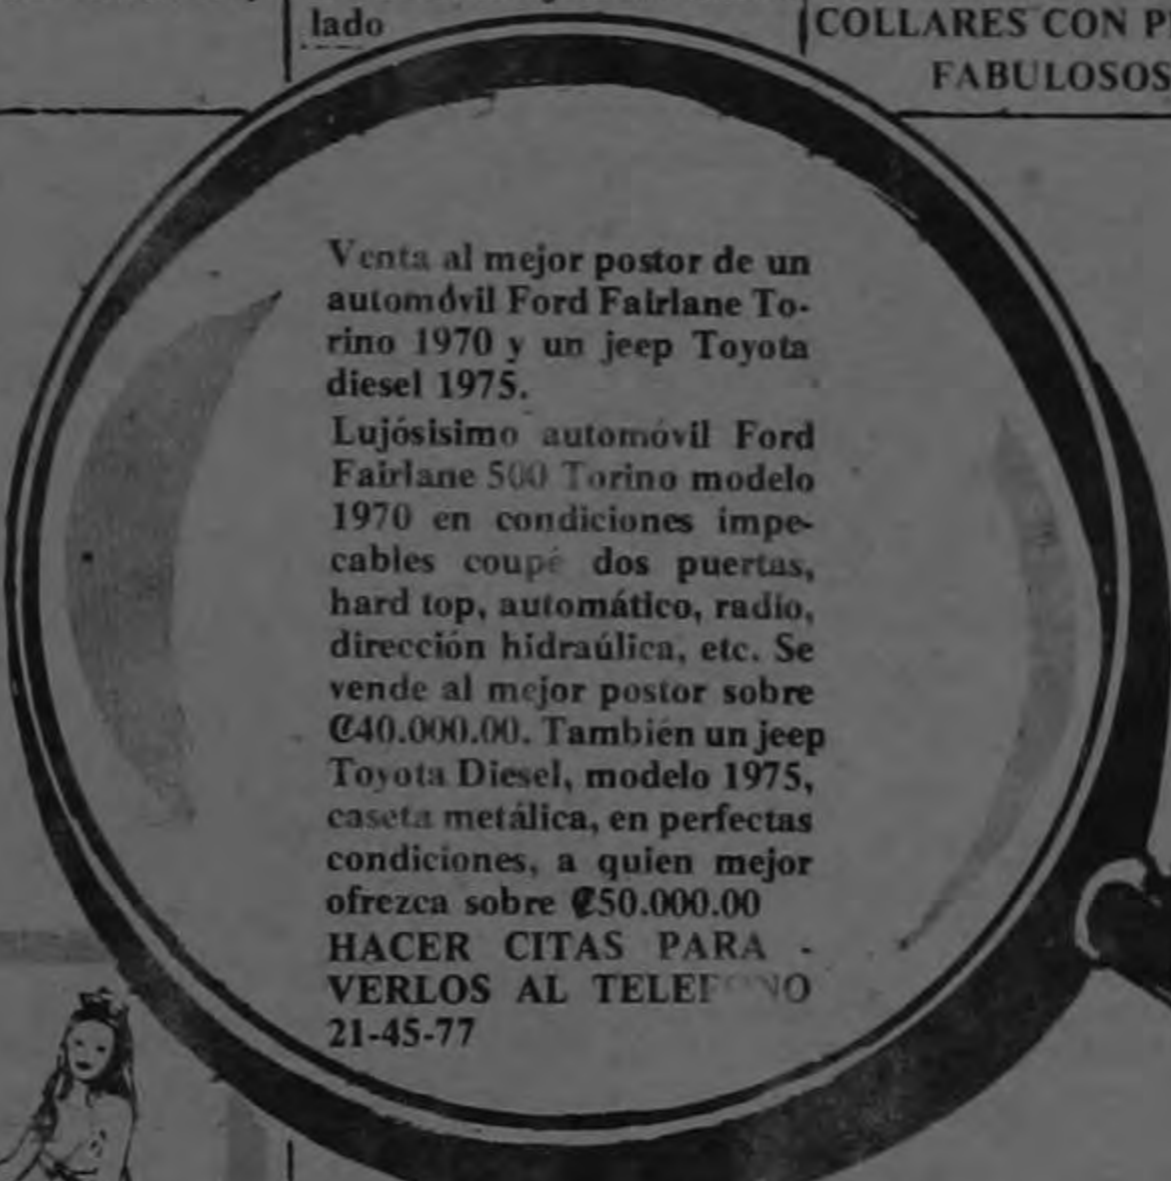 lado
COLLARES CON
FABULOSOS
Venta al mejor postor de un
automóvil Ford Fairlane To-
rino 1970 y un jeep Toyota
diesel 1975.
Lujósisimo automóvil Ford
Fairlane 500 Torino modelo
1970 en condiciones impe-
cables coupé dos puertas,
hard top, automático, radio,
dirección hidraúlica, etc. Se
vende al mejor postor sobre
₡40.000.00. También un jeep
Toyota Diesel, modelo 1975,
caseta metálica, en perfectas
condiciones, a quien mejor
ofrezca sobre ₡50.000.00
HACER CITAS PARA -
VERLOS AL TELEFONO
21-45-77